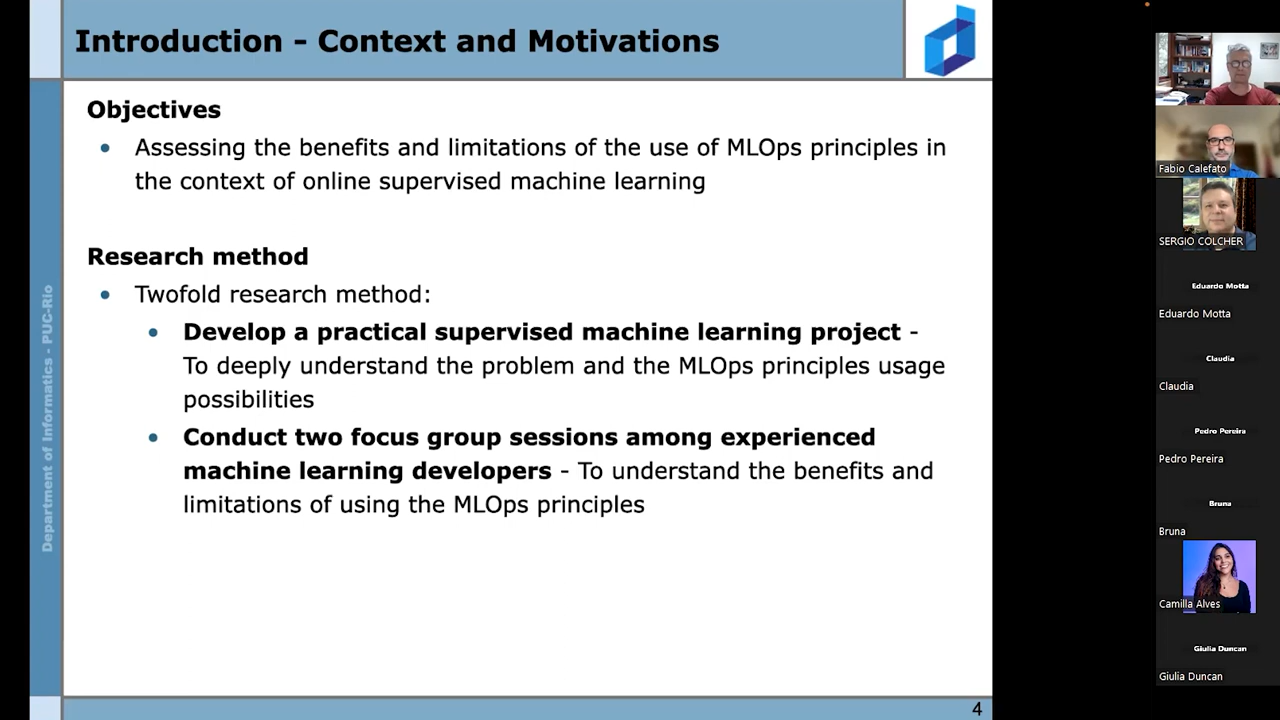 Introduction - Context and Motivations
Objectives
• Assessing the benefits and limitations of the use of MLOps principles in
the context of online supervised machine learning
Research method
• Twofold research method:
• Develop a practical supervised machine learning project -
To deeply understand the problem and the MLOps principles usage
possibilities
• Conduct two focus group sessions among experienced
machine learning developers - To understand the benefits and
limitations of using the MLOps principles
Department of Informatics - PUC-Rio
4
Fabio Calefato
SERGIO COLCHER
Eduardo Motta
Eduardo Motta
Claudia
Claudia
Pedro Pereira
Pedro Pereira
Bruna
Bruna
Camilla Alves
Giulia Duncan
Giulia Duncan